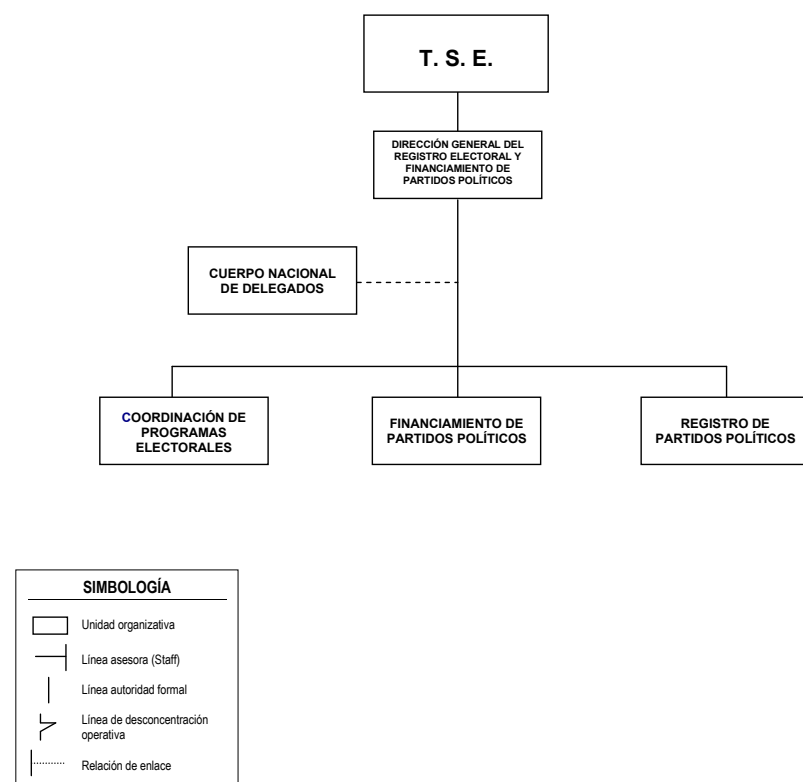 T. S. E.
DIRECCIÓN GENERAL DEL
REGISTRO ELECTORAL Y
FINANCIAMIENTO DE
PARTIDOS POLÍTICOS
CUERPO NACIONAL
DE DELEGADOS
COORDINACIÓN DE
PROGRAMAS
ELECTORALES
FINANCIAMIENTO DE
PARTIDOS POLÍTICOS
REGISTRO DE
PARTIDOS POLÍTICOS
SIMBOLOGÍA
Unidad organizativa
Línea asesora (Staff)
Línea autoridad formal
Línea de desconcentración
operativa
Relación de enlace